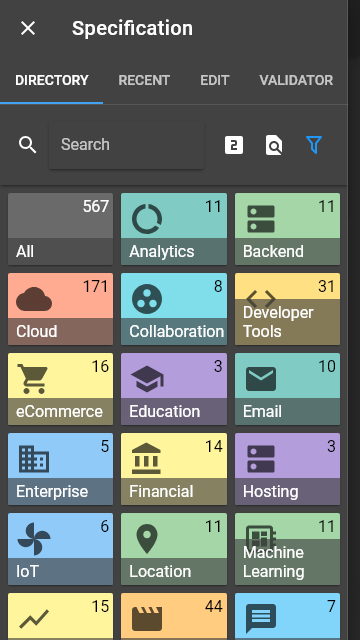 Specification
DIRECTORY RECENT EDIT VALIDATOR
Search 2
567 11 11
All Analytics Backend
171 8 31
Cloud Collaboration Developer
Tools
16 3 10
eCommerce Education Email
5 14 3
Enterprise Financial Hosting
6 11 11
IoT Location Machine
Learning
15 44 7